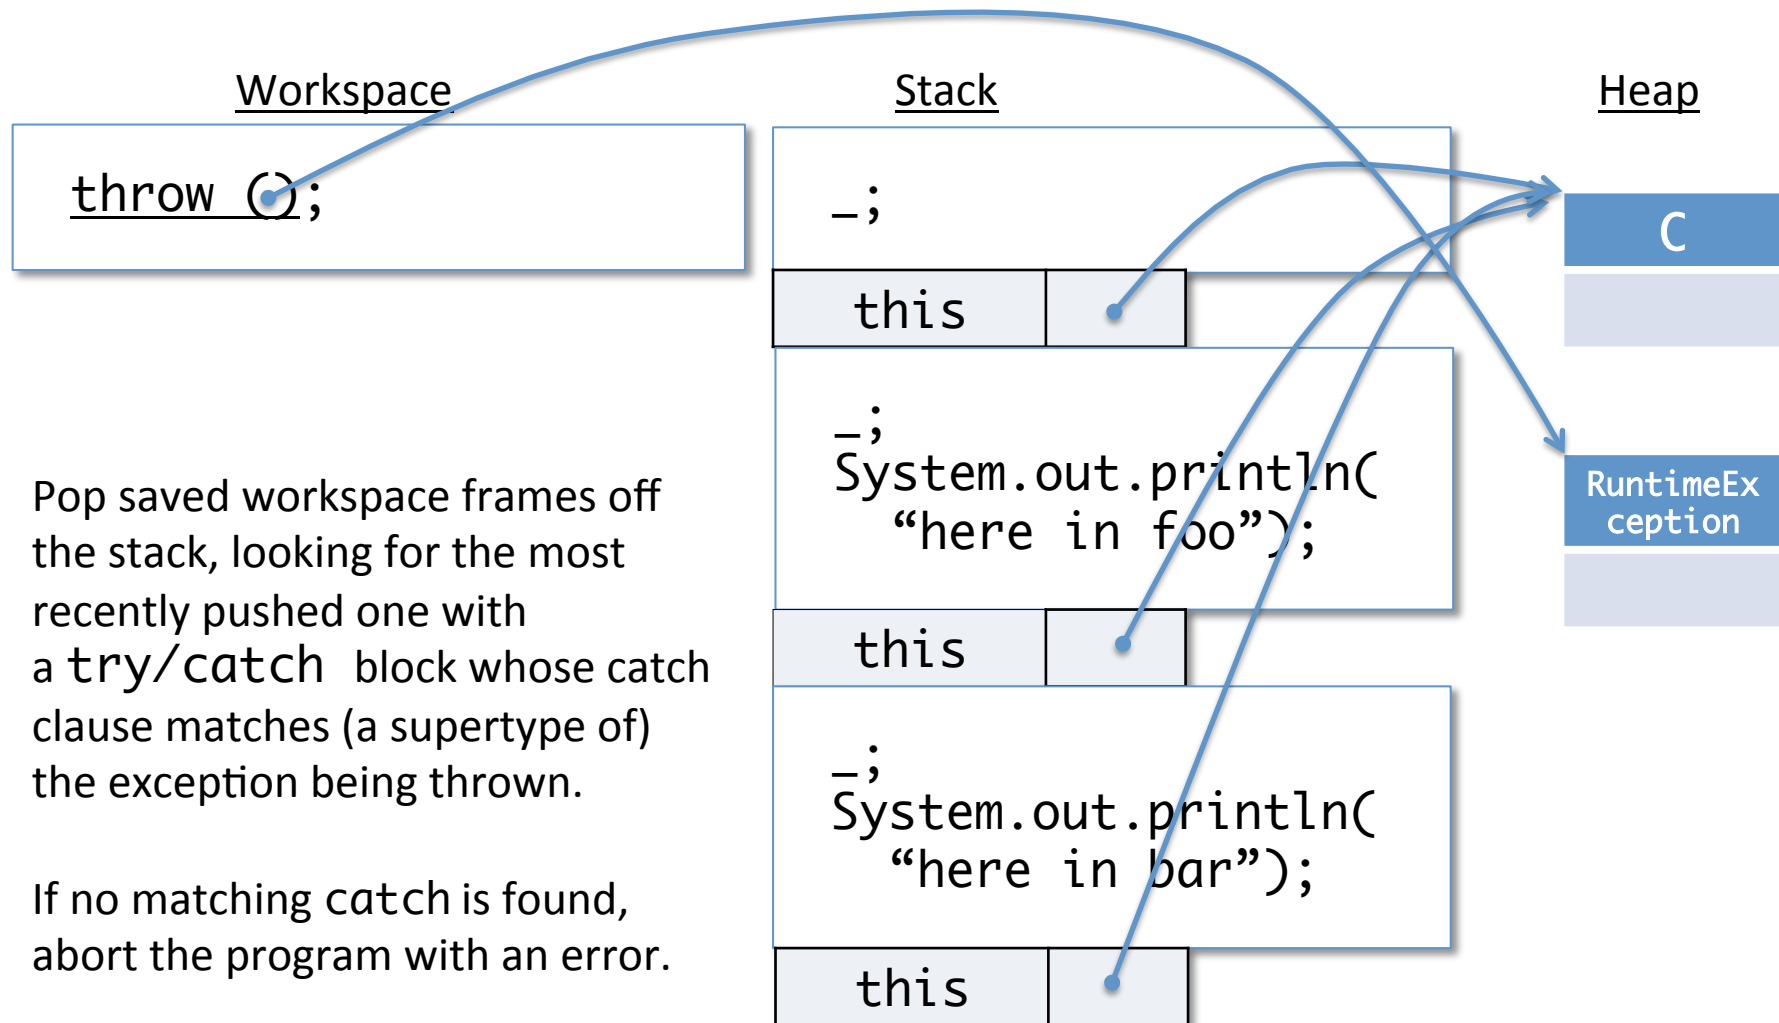 Workspace
Stack
Heap
throw ();
Pop saved workspace frames off
the stack, looking for the most
recently pushed one with
a try/catch block whose catch
clause matches (a supertype of)
the exception being thrown.
If no matching catch is found,
abort the program with an error.
_;
this
_;
System.out.println(
“here in foo”);
this
_;
System.out.println(
“here in bar”);
this
C
RuntimeEx
ception